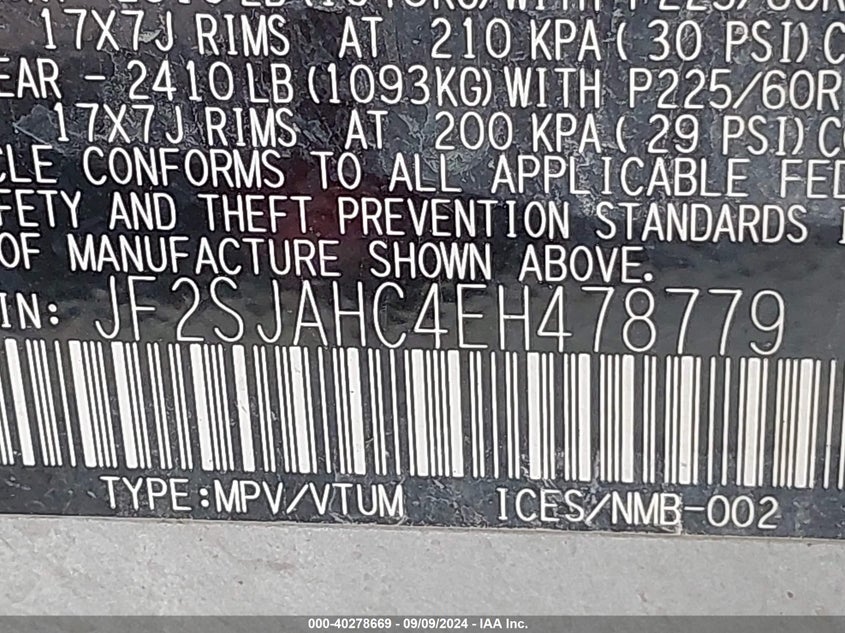 17X7J RIMS AT 210 KPA(30 PSI)C
EAR - 2410LB(1093KG)WITH P225/60R
17X7J RIMS AT 200 KPA(29 PSI)CO
CLE CONFORMS TO ALL APPLICABLE FED
FETY AND THEFT PREVENTION STANDARDS I
OF MANUFACTURE SHOWN ABOVE.
IN: JF2SJAHC4EH478779
TYPE:MPV/VTUM ICES/NMB-002
000-40278669 - 09/09/2024 - IAA Inc.